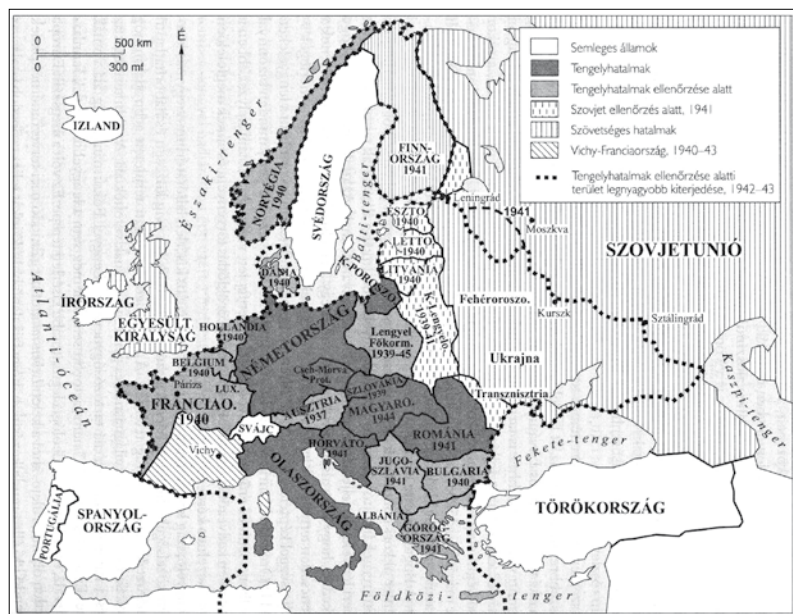 0 500 km
0 300 mf
É
Semleges államok
Tengelyhatalmak
Tengelyhatalmak ellenőrzése alatt
Szovjet ellenőrzés alatt, 1941
Szövetséges hatalmak
Vichy-Franciaország, 1940–43
Tengelyhatalmak ellenőrzése alatti
terület legnagyobb kiterjedése, 1942–43
IZLAND
Északi-tenger
NORVÉGIA
1940
SVÉDORSZÁG
FINN-
ORSZÁG
1941
Balti-tenger
Leningrád
1941
Moszkva
ESZTO.
1940
LETTO.
1940
LITVÁNIA
1940
SZOVJETUNIÓ
DÁNIA
1940
K-POROSZO.
Atlanti-óceán
ÍRORSZÁG
EGYESÜLT
KIRÁLYSÁG
HOLLANDIA
1940
NÉMETORSZÁG
Lengyel
Főkorm.
1939-45
K-Lengyelo.
1939-41
Fehéroroszo.
Kurszk
Sztálingrád
BELGIUM
1940
Párizs
LUX.
Cseh-Morva
Prot.
SZLOVÁKIA
1939
Ukrajna
Transznisztria
FRANCIAO.
1940
SVÁJC
AUSZTRIA
1937
MAGYARO.
1944
ROMÁNIA
1941
Vichy
HORVÁTO.
1941
OLASZORSZÁG
JUGO-
SZLÁVIA
1941
BULGÁRIA
1940
Fekete-tenger
Kaszpi-tenger
PORTUGÁLIA
SPANYOL-
ORSZÁG
ALBÁNIA
GÖRÖG-
ORSZÁG
1941
TÖRÖKORSZÁG
Földközi-tenger